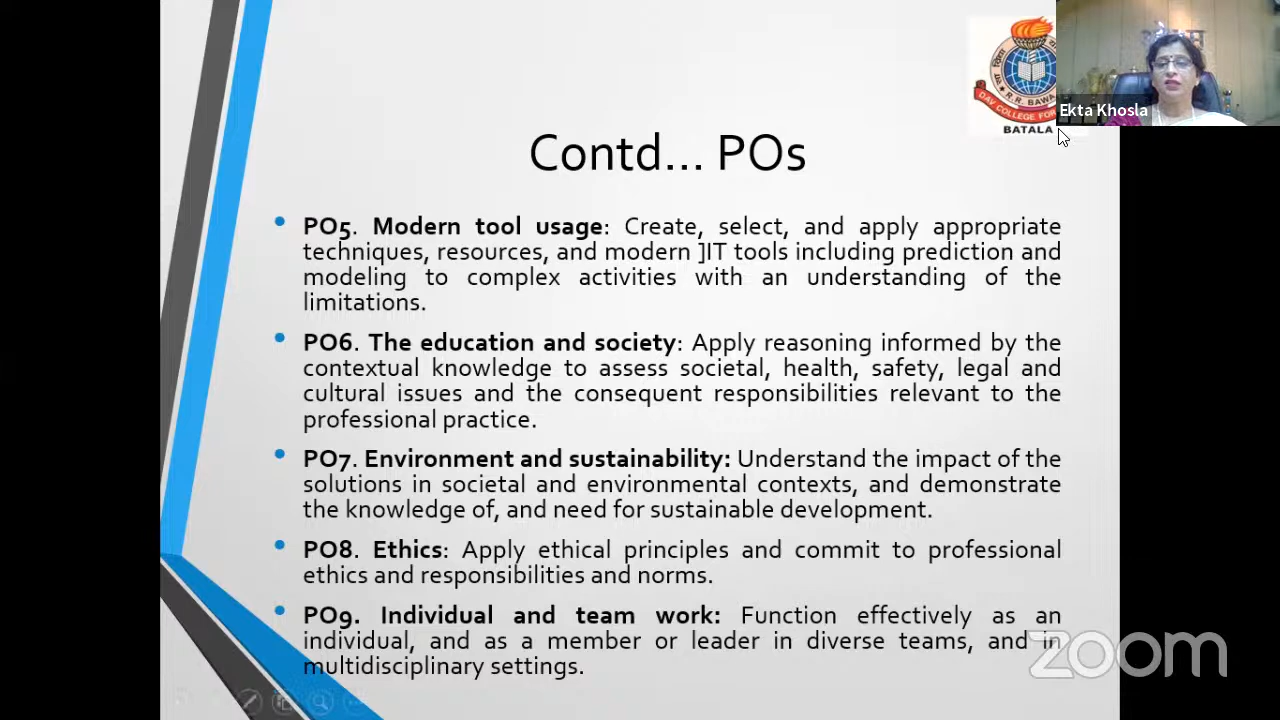 Ekta Khosla
R.R. BAWA
DAV COLLEGE FOR
BATALA
Contd... POs
PO5. Modern tool usage: Create, select, and apply appropriate
techniques, resources, and modern ]IT tools including prediction and
modeling to complex activities with an understanding of the
limitations.
PO6. The education and society: Apply reasoning informed by the
contextual knowledge to assess societal, health, safety, legal and
cultural issues and the consequent responsibilities relevant to the
professional practice.
PO7. Environment and sustainability: Understand the impact of the
solutions in societal and environmental contexts, and demonstrate
the knowledge of, and need for sustainable development.
PO8. Ethics: Apply ethical principles and commit to professional
ethics and responsibilities and norms.
PO9. Individual and team work: Function effectively as an
individual, and as a member or leader in diverse teams, and in
multidisciplinary settings.
zoom